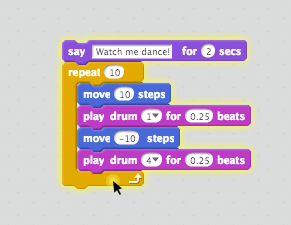 say Watch me dance! for 2 secs
repeat 10
move 10 steps
play drum 1 for 0.25 beats
move -10 steps
play drum 4 for 0.25 beats